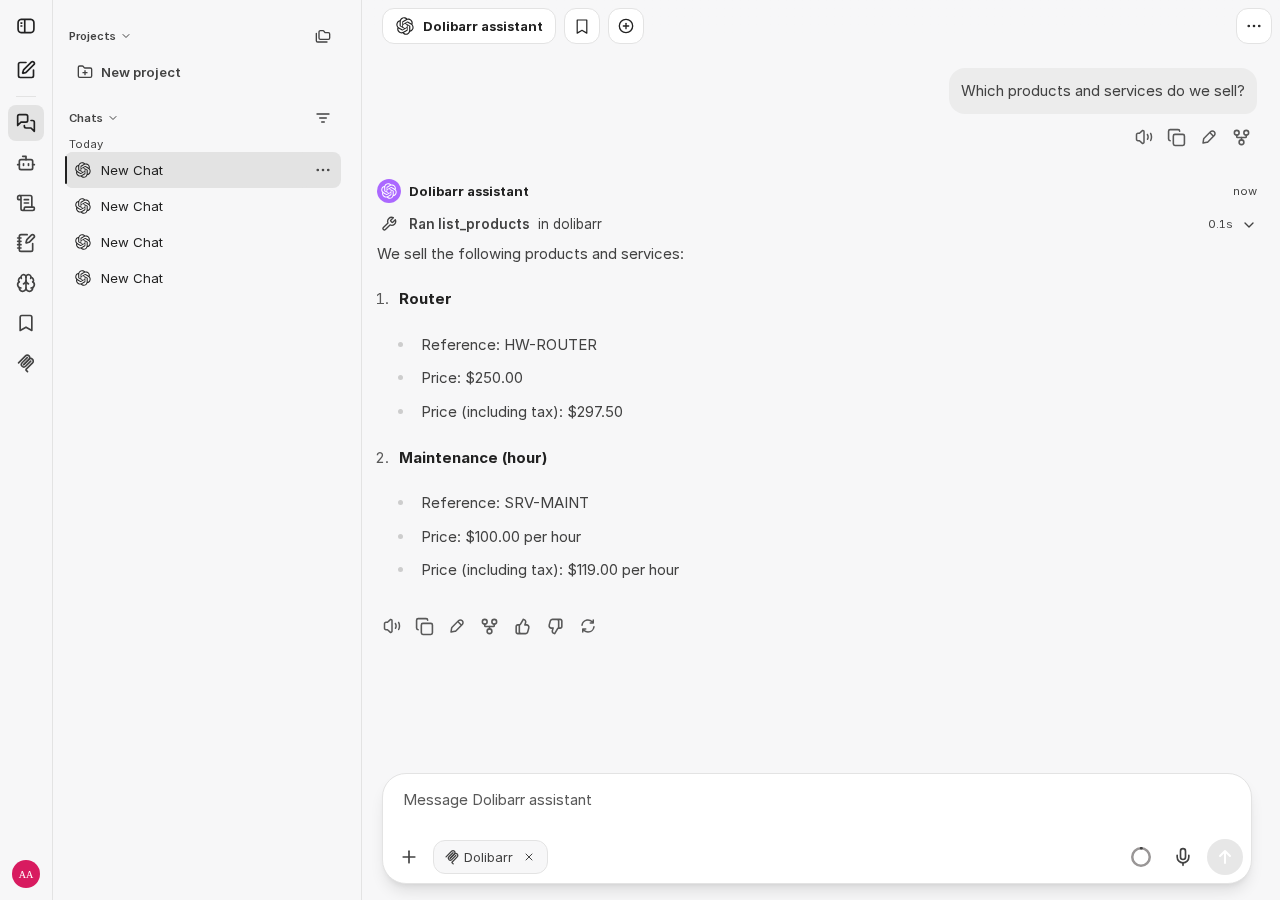 Dolibarr assistant
Projects
New project
Chats
Today
New Chat
New Chat
New Chat
New Chat
AA
Which products and services do we sell?
Dolibarr assistant
now
Ran list_products in dolibarr
0.1s
We sell the following products and services:
1. Router
Reference: HW-ROUTER
Price: $250.00
Price (including tax): $297.50
2. Maintenance (hour)
Reference: SRV-MAINT
Price: $100.00 per hour
Price (including tax): $119.00 per hour
Message Dolibarr assistant
Dolibarr